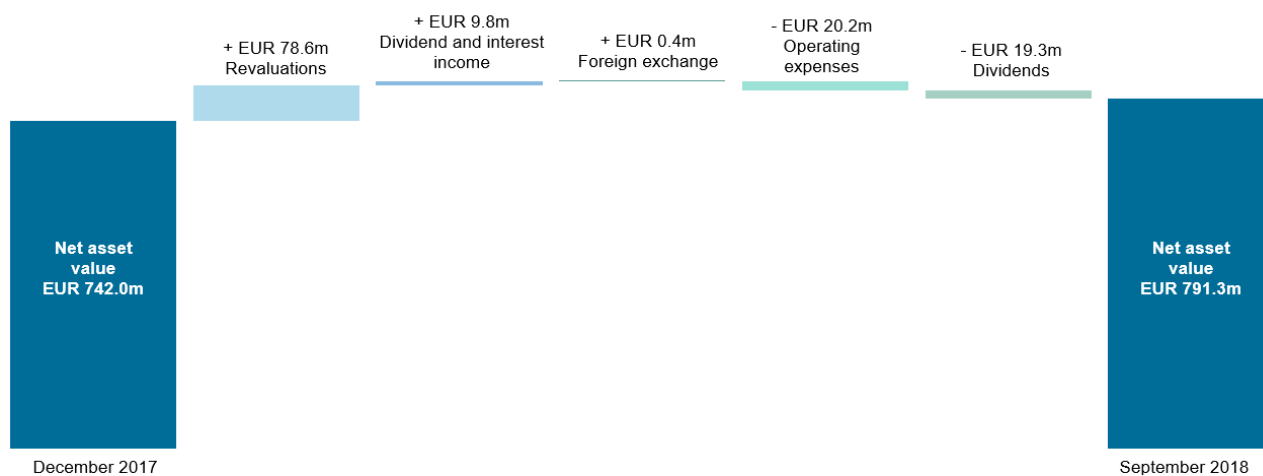 + EUR 78.6m
Revaluations
+ EUR 9.8m
Dividend and interest
income
+ EUR 0.4m
Foreign exchange
- EUR 20.2m
Operating
expenses
- EUR 19.3m
Dividends
Net asset
value
EUR 742.0m
Net asset
value
EUR 791.3m
December 2017
September 2018